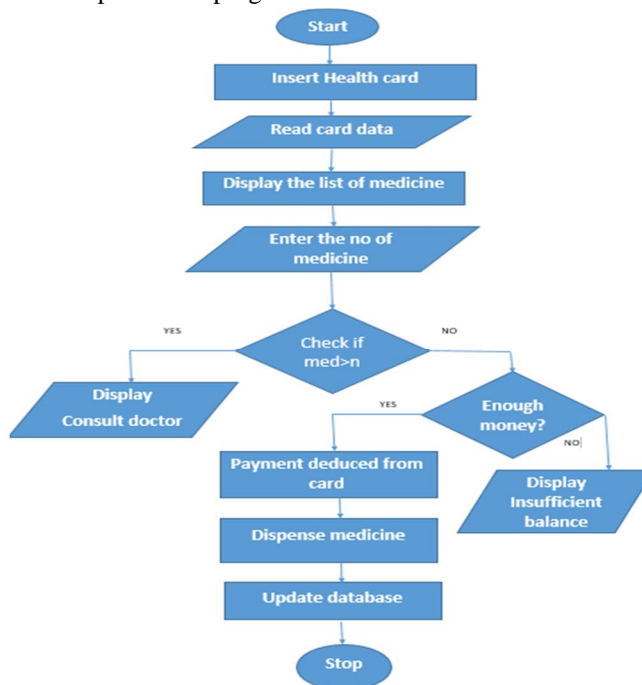 Start
Insert Health card
Read card data
Display the list of medicine
Enter the no of
medicine
YES
NO
Check if
med>n
Display
Consult doctor
YES
Enough
money?
NO
Payment deduced from
card
Display
Insufficient
balance
Dispense medicine
Update database
Stop